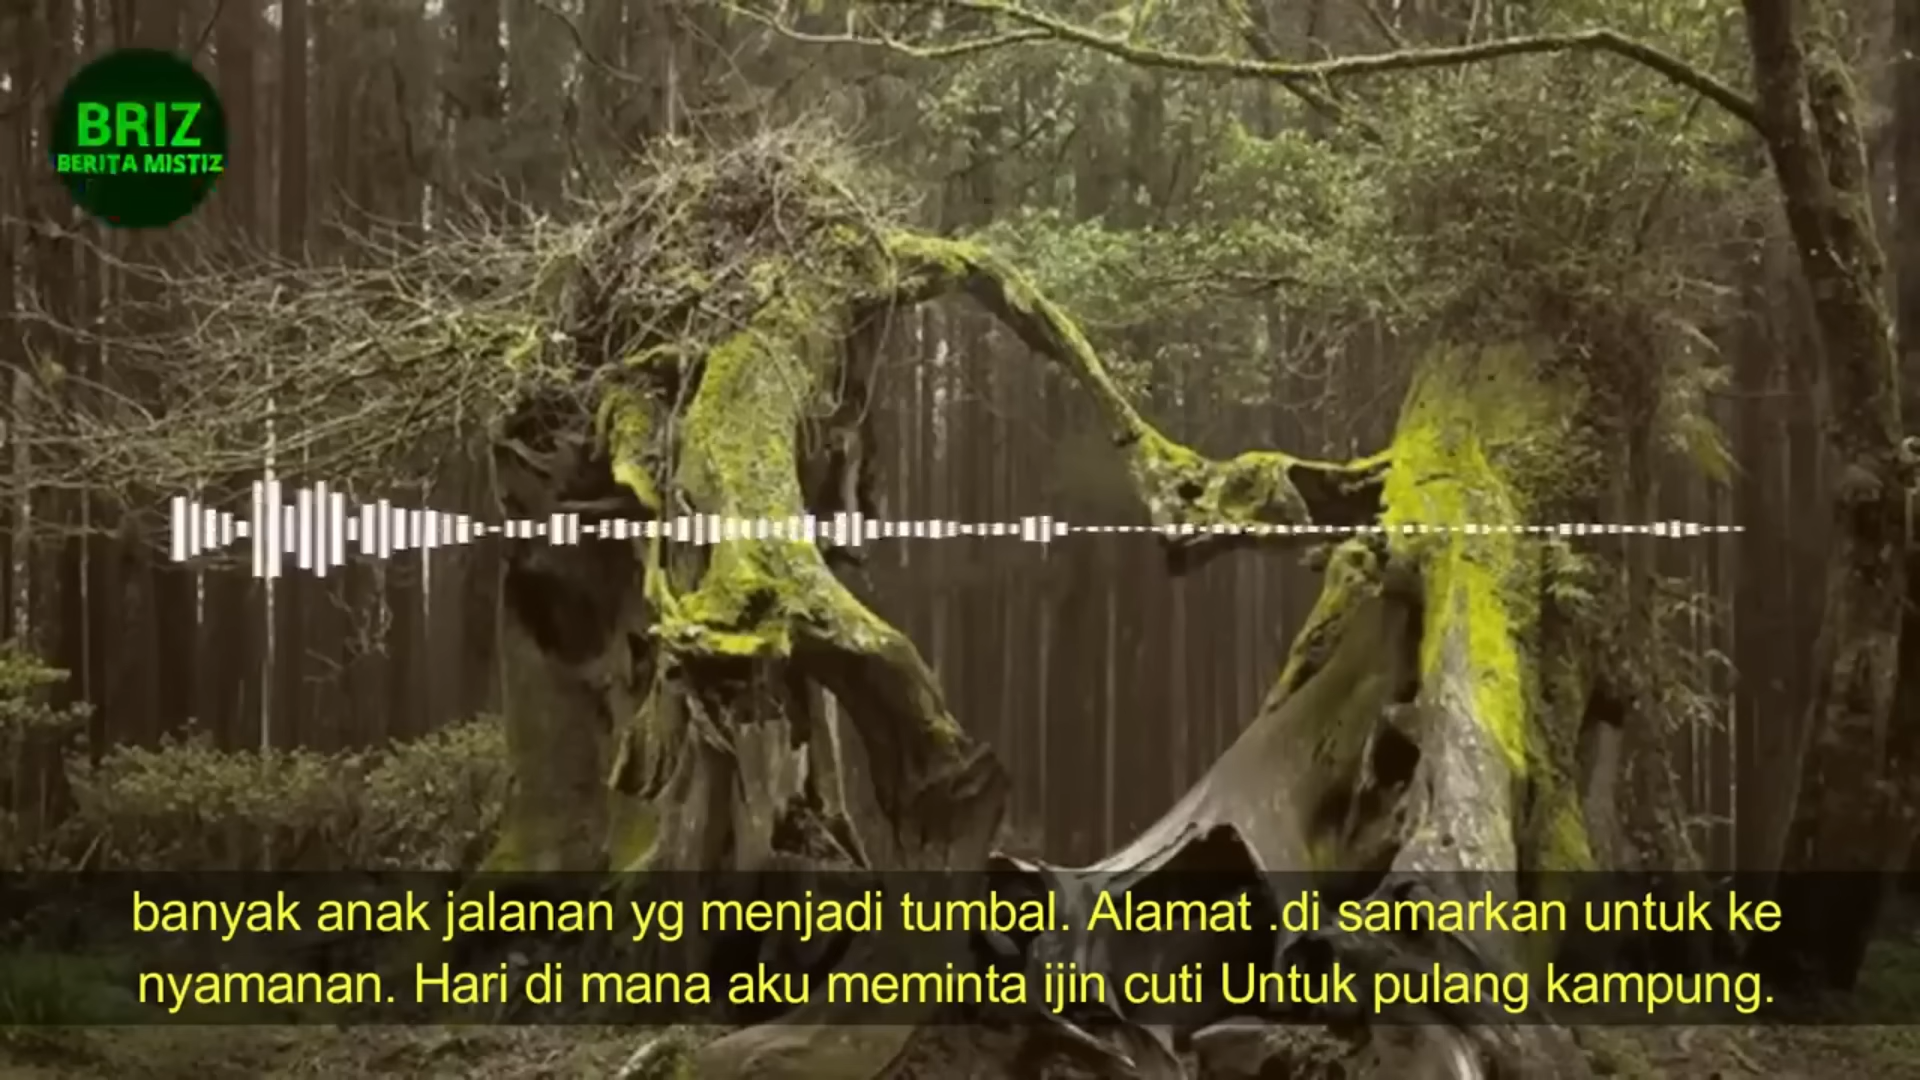 BRIZ
BERITA MISTIZ
banyak anak jalanan yg menjadi tumbal. Alamat .di samarkan untuk ke
nyamanan. Hari di mana aku meminta ijin cuti Untuk pulang kampung.